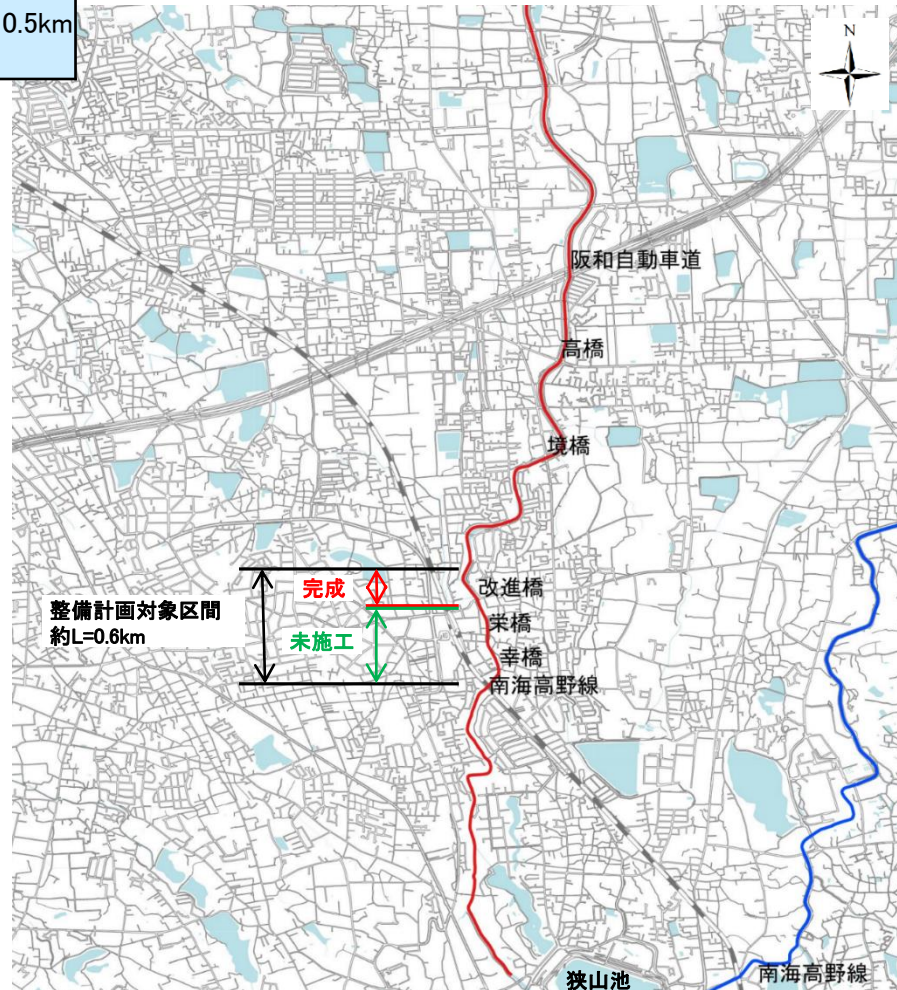 0.5km
N
阪和自動車道
高橋
境橋
改進橋
完成
整備計画対象区間
約L=0.6km
栄橋
未施工
幸橋
南海高野線
狭山池
南海高野線